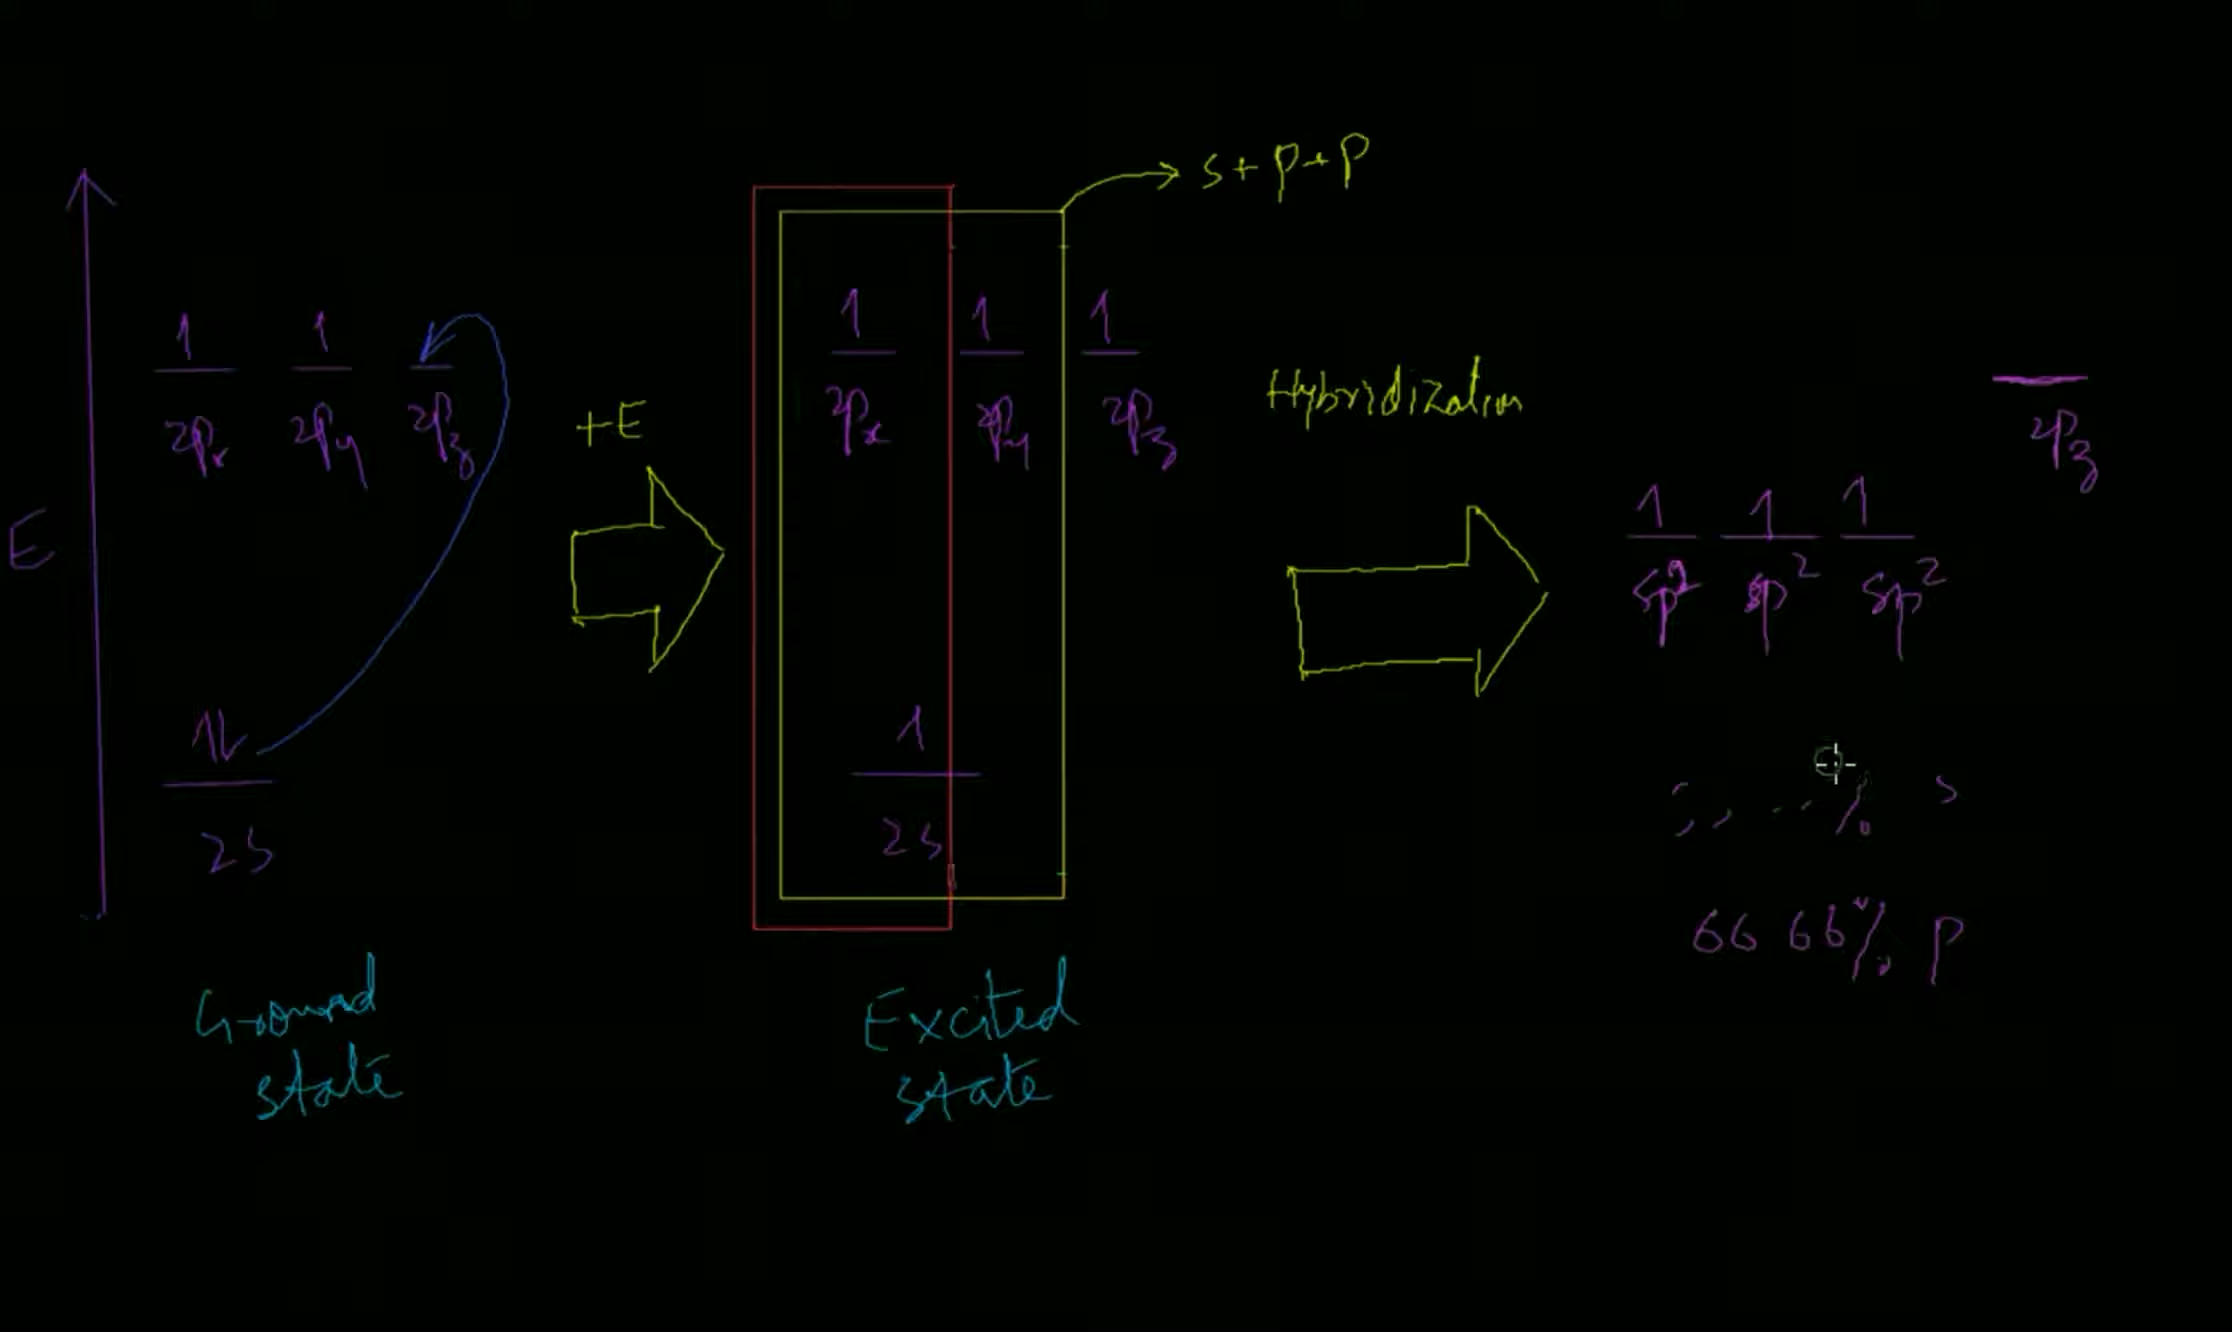 s + p + p
1 1
2px 2py 2pz
1 1 1
2px 2py 2pz
+E
Hybridization
2pz
E
1 1 1
sp² sp² sp²
1l
2s
1
2s
% s
66 66% p
Ground
state
Excited
state